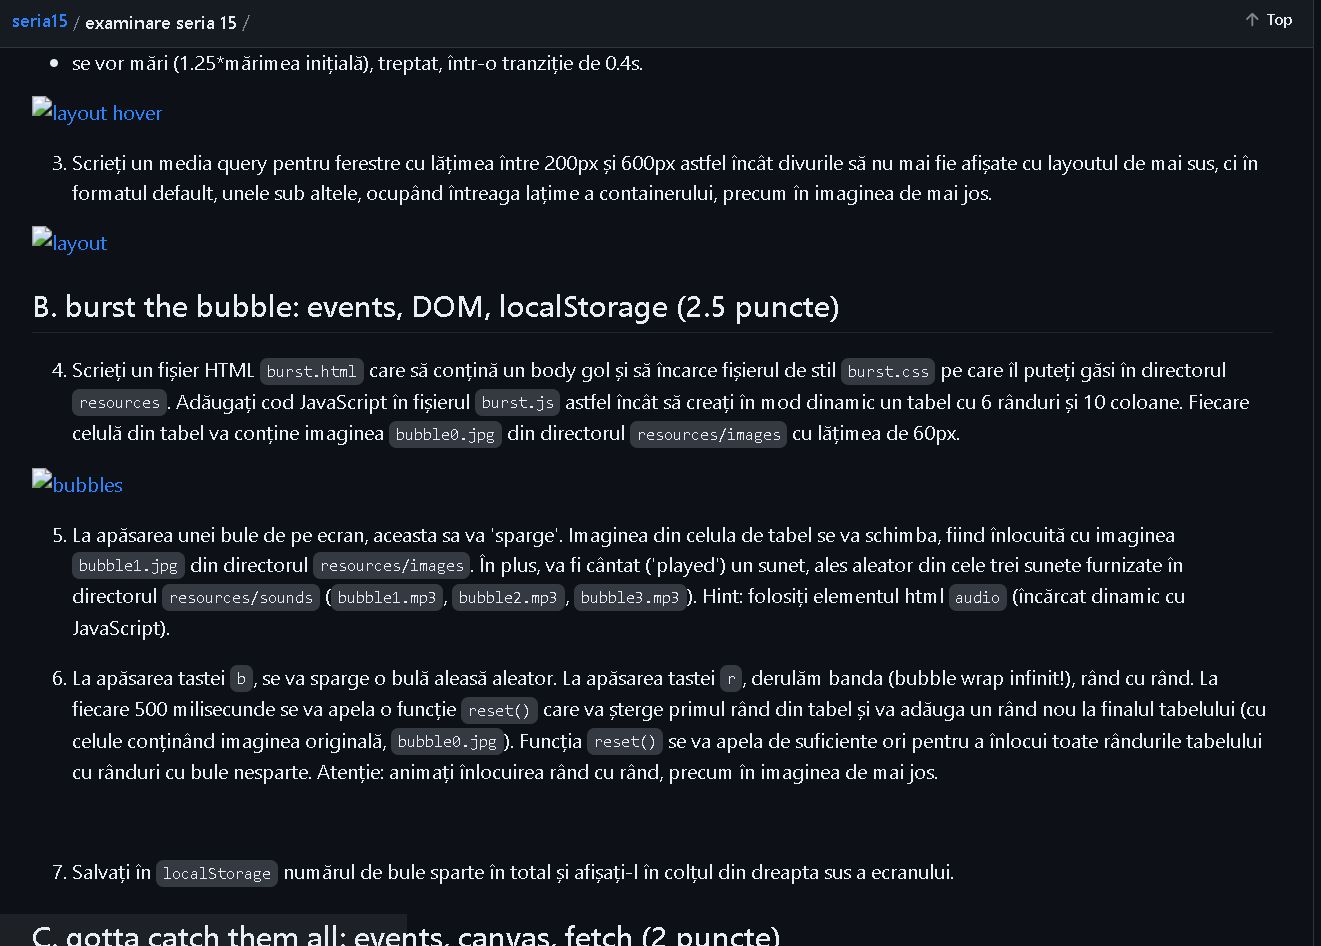 seria15 / examinare seria 15 /
↑ Top
• se vor mări (1.25*mărimea inițială), treptat, într-o tranziție de 0.4s.
layout hover
3. Scrieți un media query pentru ferestre cu lățimea între 200px și 600px astfel încât divurile să nu mai fie afișate cu layoutul de mai sus, ci în
formatul default, unele sub altele, ocupând întreaga lațime a containerului, precum în imaginea de mai jos.
layout
B. burst the bubble: events, DOM, localStorage (2.5 puncte)
4. Scrieți un fișier HTML burst.html care să conțină un body gol și să încarce fișierul de stil burst.css pe care îl puteți găsi în directorul
resources. Adăugați cod JavaScript în fișierul burst.js astfel încât să creați în mod dinamic un tabel cu 6 rânduri și 10 coloane. Fiecare
celulă din tabel va conține imaginea bubble0.jpg din directorul resources/images cu lățimea de 60px.
bubbles
5. La apăsarea unei bule de pe ecran, aceasta sa va 'sparge'. Imaginea din celula de tabel se va schimba, fiind înlocuită cu imaginea
bubble1.jpg din directorul resources/images. În plus, va fi cântat ('played') un sunet, ales aleator din cele trei sunete furnizate în
directorul resources/sounds (bubble1.mp3, bubble2.mp3, bubble3.mp3). Hint: folosiți elementul html audio (încărcat dinamic cu
JavaScript).
6. La apăsarea tastei b, se va sparge o bulă aleasă aleator. La apăsarea tastei r, derulăm banda (bubble wrap infinit!), rând cu rând. La
fiecare 500 milisecunde se va apela o funcție reset() care va șterge primul rând din tabel și va adăuga un rând nou la finalul tabelului (cu
celule conținând imaginea originală, bubble0.jpg). Funcția reset() se va apela de suficiente ori pentru a înlocui toate rândurile tabelului
cu rânduri cu bule nesparte. Atenție: animați înlocuirea rând cu rând, precum în imaginea de mai jos.
7. Salvați în localStorage numărul de bule sparte în total și afișați-l în colțul din dreapta sus a ecranului.
C. gotta catch them all: events, canvas, fetch (2 puncte)